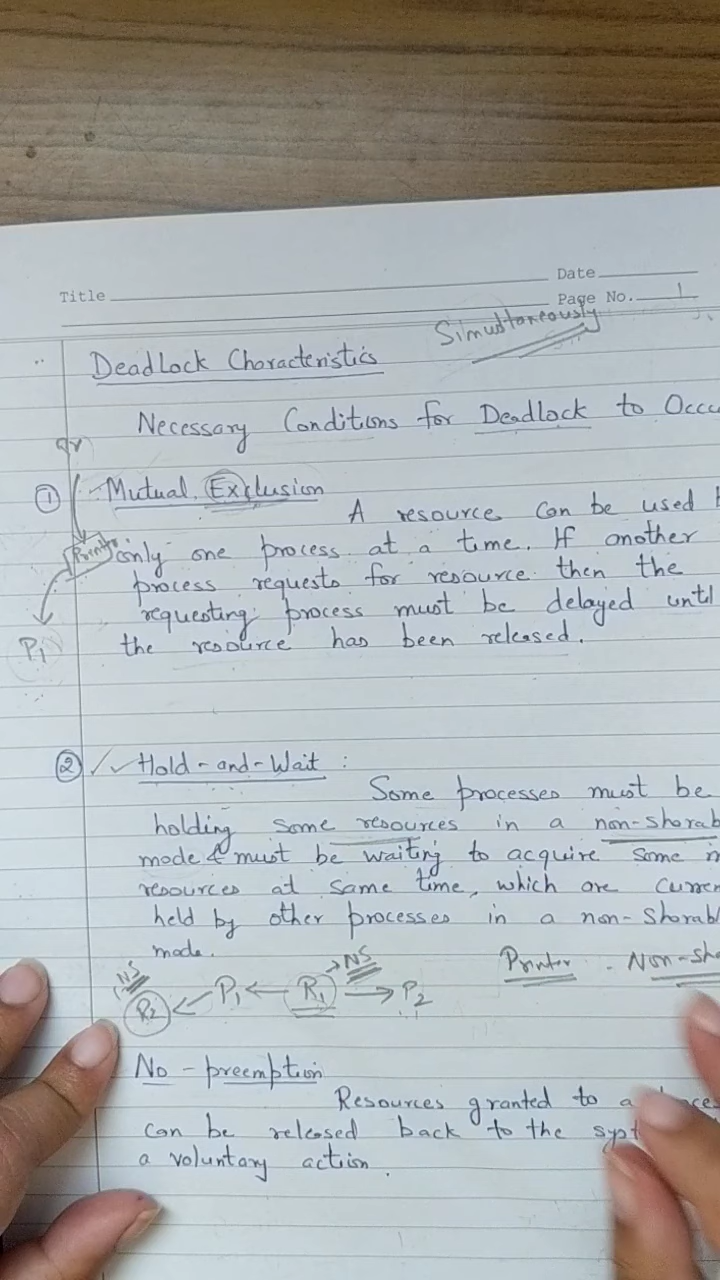 Date
Title
Page No. 1
Simultaneously
Deadlock Characteristics
Necessary Conditions for Deadlock to Occu
① Mutual Exclusion
A resource can be used
Printer only one process at a time. If another
process requests for resource then the
requesting process must be delayed until
P1 the resource has been released.
② Hold-and-Wait :
Some processes must be
holding some resources in a non-sharab
mode & must be waiting to acquire some
resources at same time, which are curren
held by other processes in a non-sharabl
mode.
NS NS Printer - Non-sha
R2 P1 R1 P2
No-preemption
Resources granted to a
can be released back to the syst
a voluntary action.